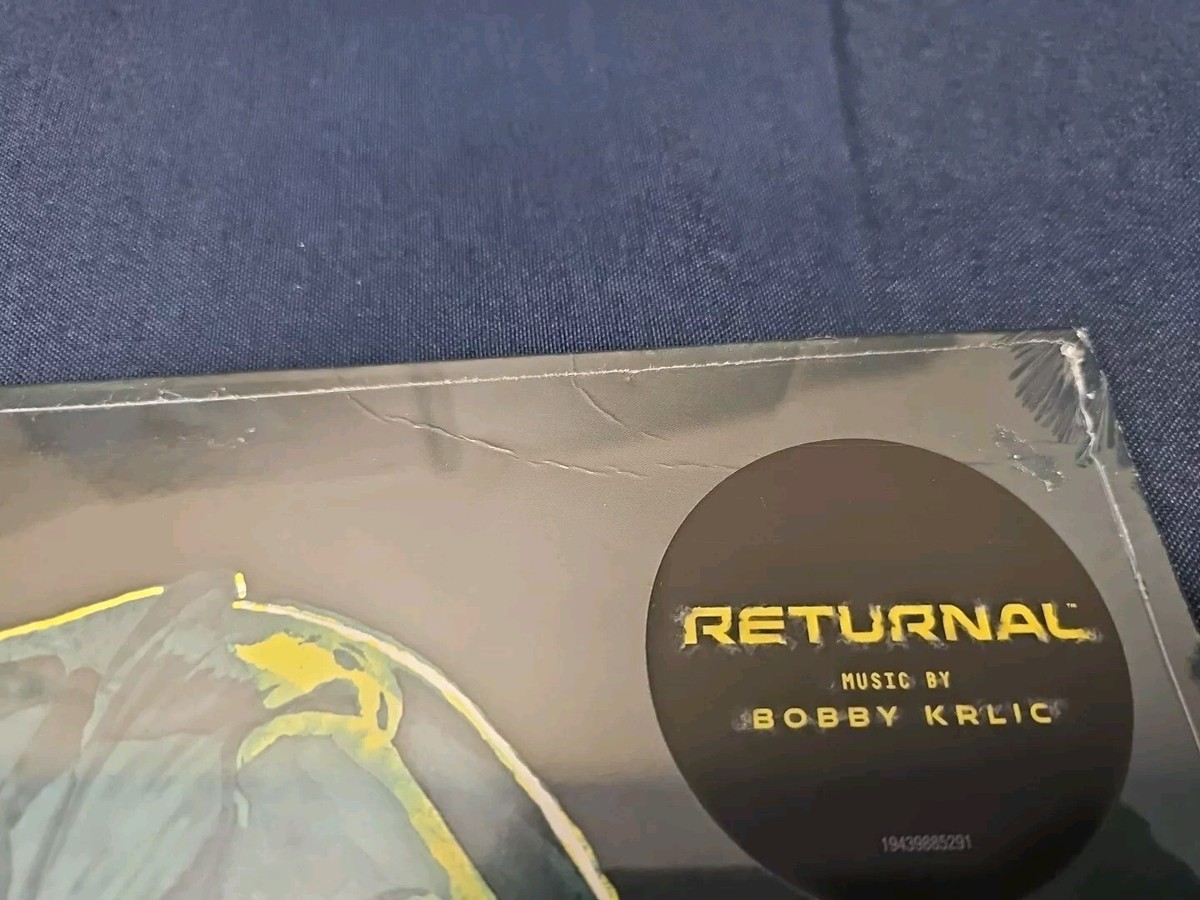 RETURNAL™
MUSIC BY
BOBBY KRLIC
19439885291